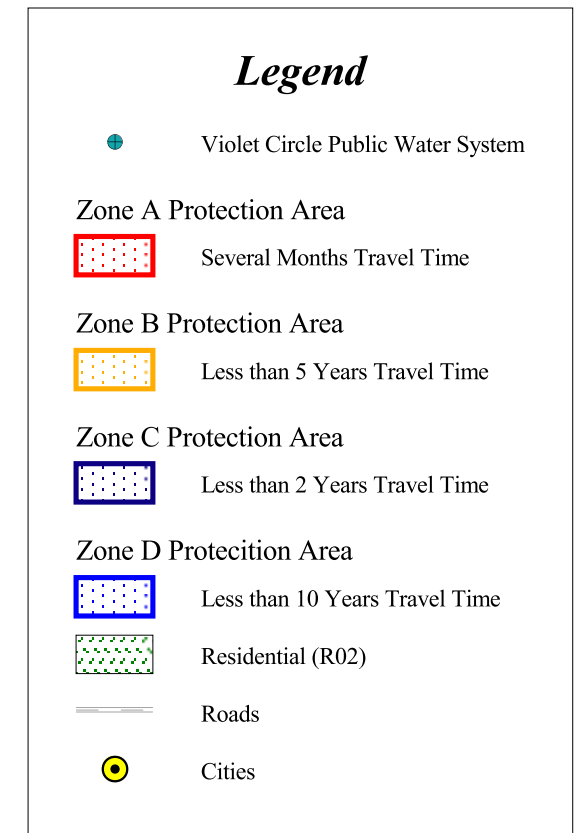 Legend
Violet Circle Public Water System
Zone A Protection Area
Several Months Travel Time
Zone B Protection Area
Less than 5 Years Travel Time
Zone C Protection Area
Less than 2 Years Travel Time
Zone D Protecition Area
Less than 10 Years Travel Time
Residential (R02)
Roads
Cities